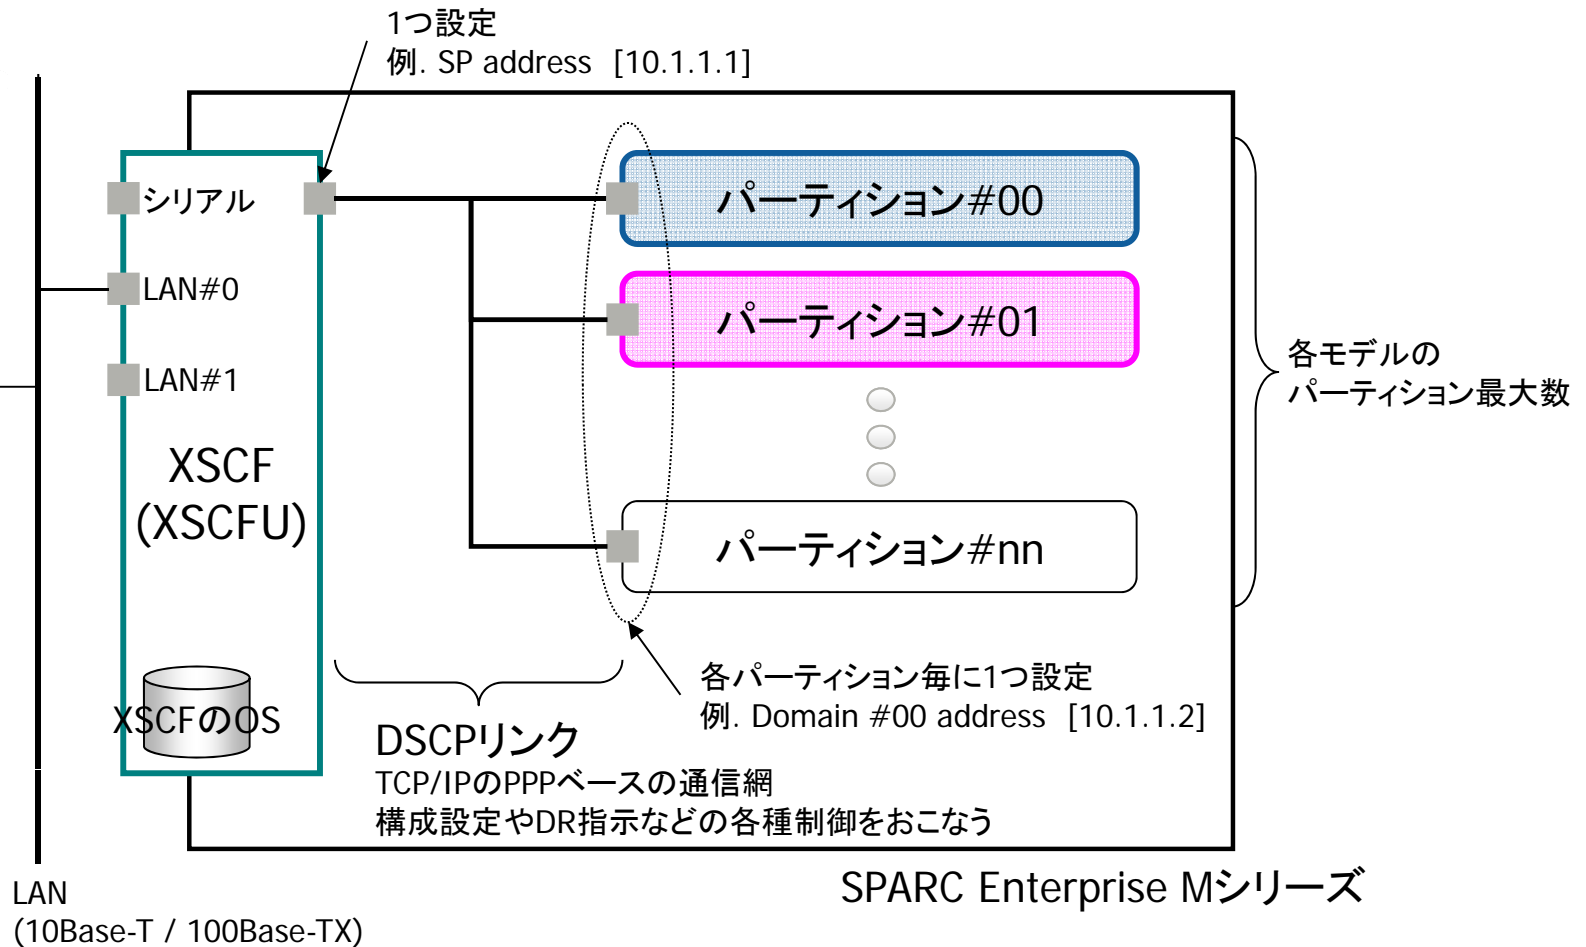 1つ設定
例. SP address [10.1.1.1]
シリアル
パーティション#00
LAN#0
パーティション#01
LAN#1
各モデルの
パーティション最大数
XSCF
(XSCFU)
パーティション#nn
各パーティション毎に1つ設定
例. Domain #00 address [10.1.1.2]
XSCFのOS
DSCPリンク
TCP/IPのPPPベースの通信網
構成設定やDR指示などの各種制御をおこなう
SPARC Enterprise Mシリーズ
LAN
(10Base-T / 100Base-TX)